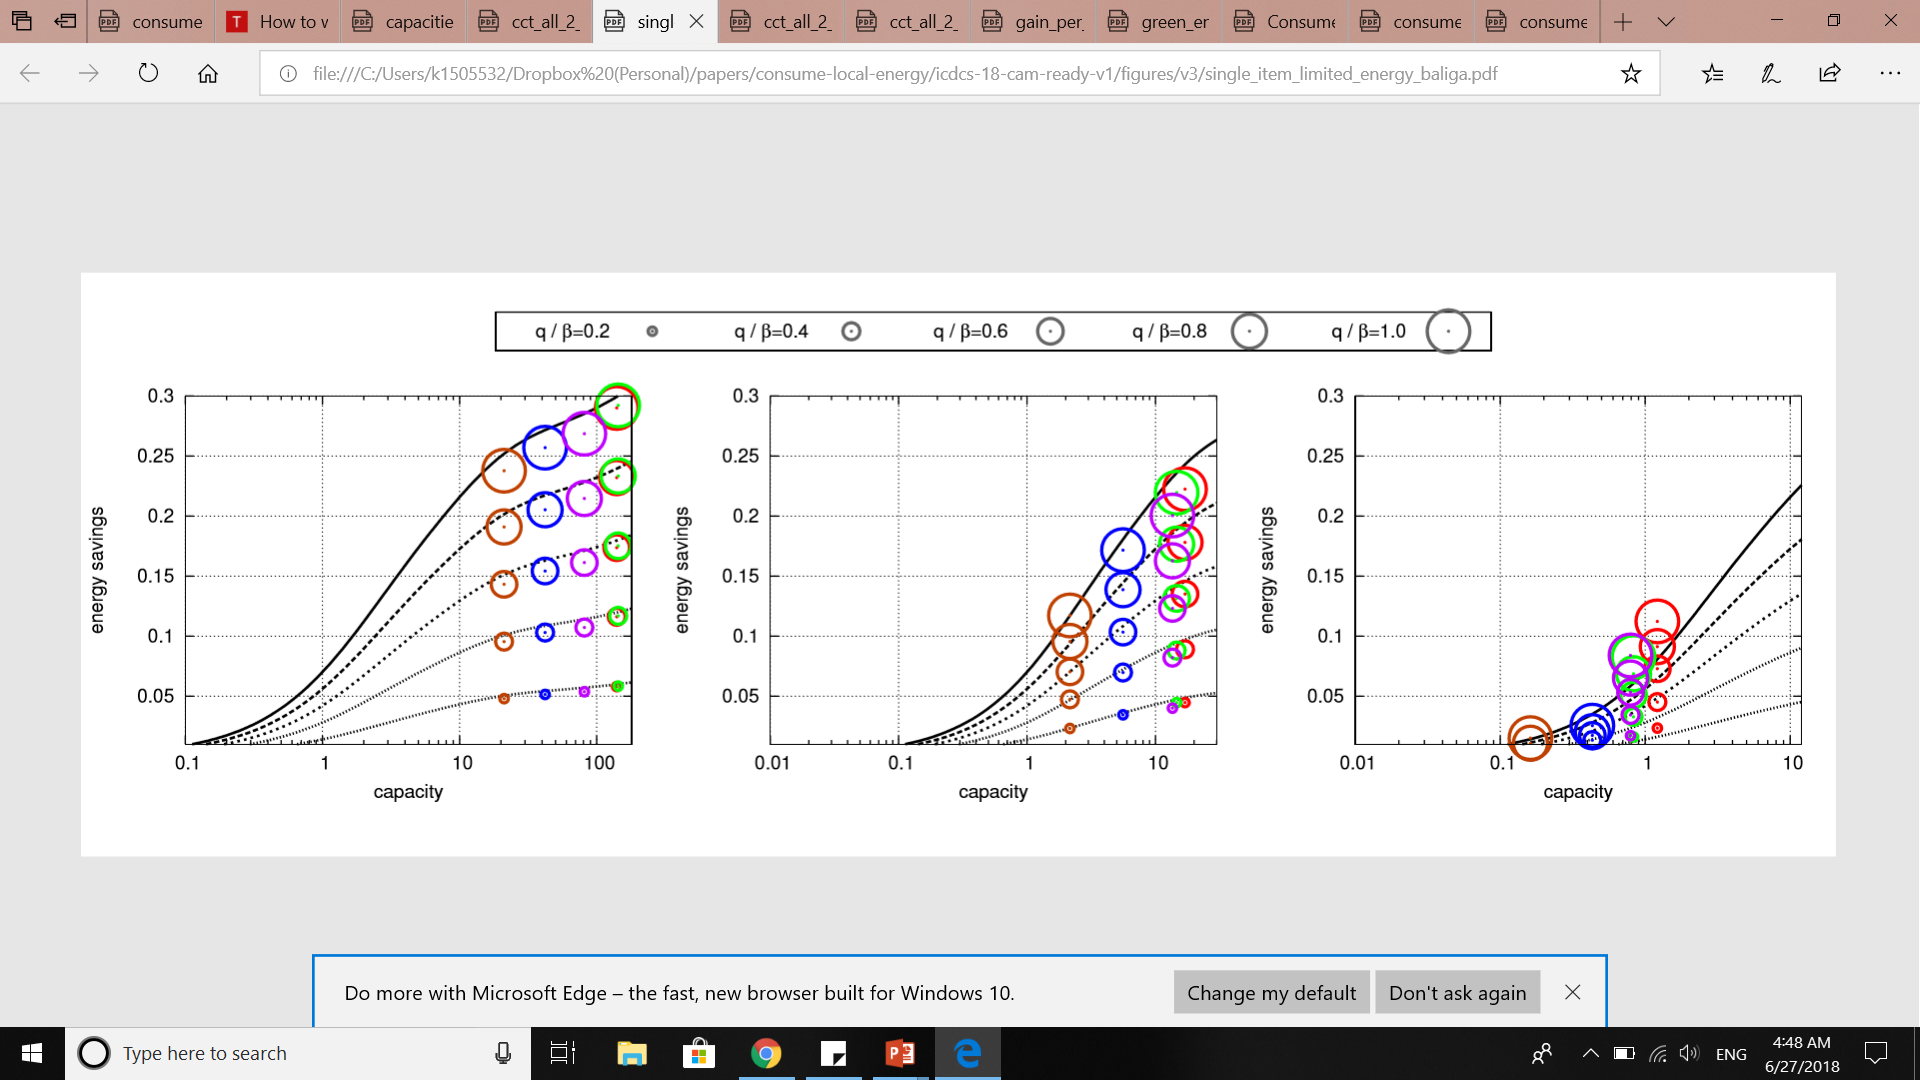 consume
T How to v
capacitie
cct_all_2_
singl
cct_all_2_
cct_all_2_
gain_per_
green_er
Consume
consume
consume
file:///C:/Users/k1505532/Dropbox%20(Personal)/papers/consume-local-energy/icdcs-18-cam-ready-v1/figures/v3/single_item_limited_energy_baliga.pdf
q / β=0.2 q / β=0.4 q / β=0.6 q / β=0.8 q / β=1.0
0.3
0.25
0.2
0.15
0.1
0.05
energy savings
0.1 1 10 100
capacity
0.3
0.25
0.2
0.15
0.1
0.05
energy savings
0.01 0.1 1 10
capacity
0.3
0.25
0.2
0.15
0.1
0.05
energy savings
0.01 0.1 1 10
capacity
Do more with Microsoft Edge – the fast, new browser built for Windows 10.
Change my default
Don't ask again
Type here to search
ENG
4:48 AM
6/27/2018